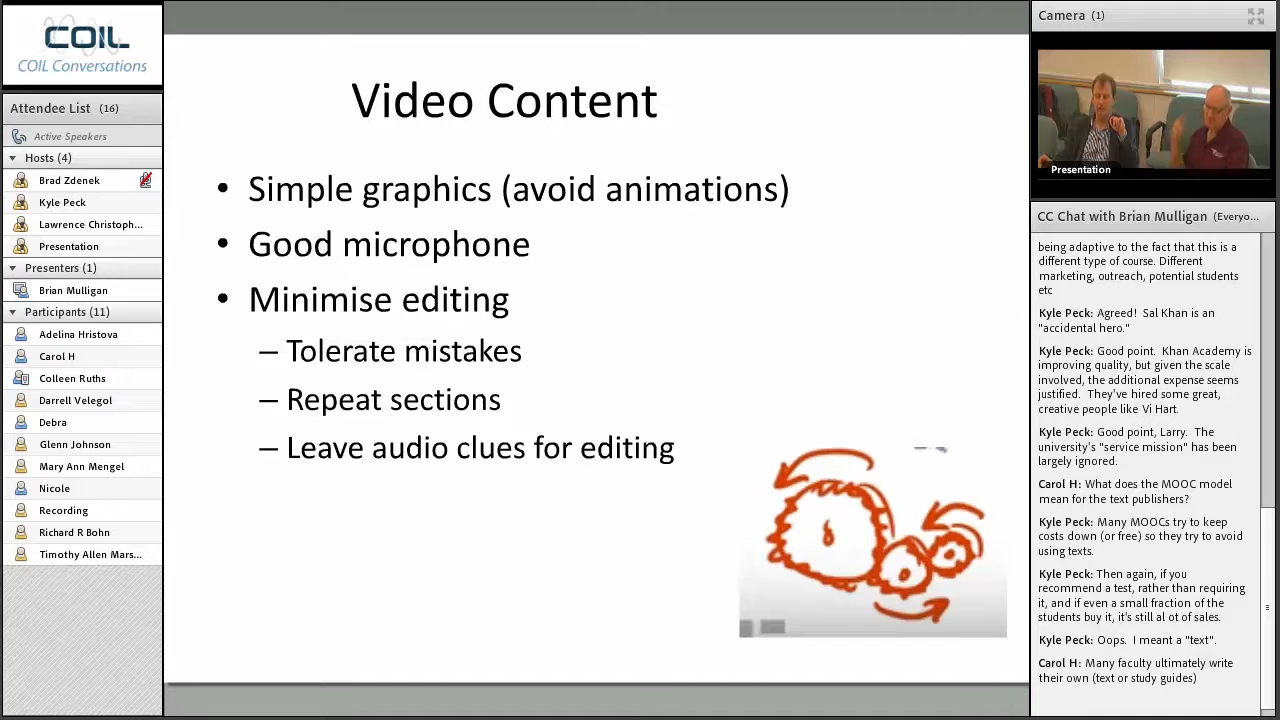 COIL
COIL Conversations
Attendee List (16)
Active Speakers
Hosts (4)
Brad Zdenek
Kyle Peck
Lawrence Christoph...
Presentation
Presenters (1)
Brian Mulligan
Participants (11)
Adelina Hristova
Carol H
Colleen Ruths
Darrell Velegol
Debra
Glenn Johnson
Mary Ann Mengel
Nicole
Recording
Richard R Bohn
Timothy Allen Mars...
Video Content
• Simple graphics (avoid animations)
• Good microphone
• Minimise editing
– Tolerate mistakes
– Repeat sections
– Leave audio clues for editing
Camera (1)
Presentation
CC Chat with Brian Mulligan (Everyo...
being adaptive to the fact that this is a
different type of course. Different
marketing, outreach, potential students
etc
Kyle Peck: Agreed! Sal Khan is an
"accidental hero."
Kyle Peck: Good point. Khan Academy is
improving quality, but given the scale
involved, the additional expense seems
justified. They've hired some great,
creative people like Vi Hart.
Kyle Peck: Good point, Larry. The
university's "service mission" has been
largely ignored.
Carol H: What does the MOOC model
mean for the text publishers?
Kyle Peck: Many MOOCs try to keep
costs down (or free) so they try to avoid
using texts.
Kyle Peck: Then again, if you
recommend a test, rather than requiring
it, and if even a small fraction of the
students buy it, it's still al ot of sales.
Kyle Peck: Oops. I meant a "text".
Carol H: Many faculty ultimately write
their own (text or study guides)